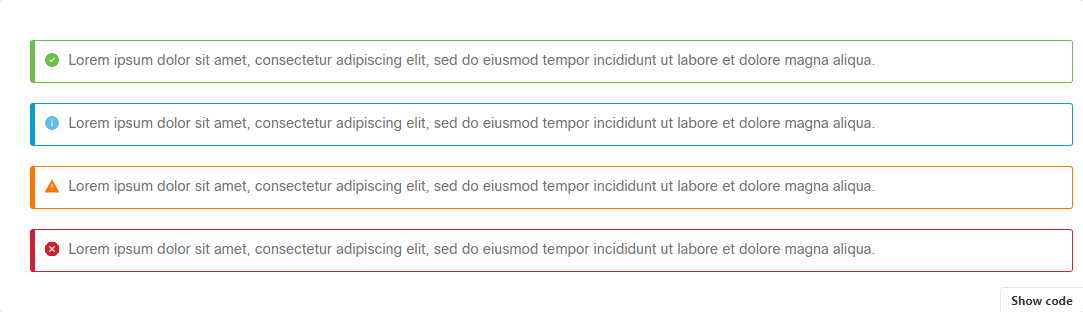 Lorem ipsum dolor sit amet, consectetur adipiscing elit, sed do eiusmod tempor incididunt ut labore et dolore magna aliqua.
Lorem ipsum dolor sit amet, consectetur adipiscing elit, sed do eiusmod tempor incididunt ut labore et dolore magna aliqua.
Lorem ipsum dolor sit amet, consectetur adipiscing elit, sed do eiusmod tempor incididunt ut labore et dolore magna aliqua.
Lorem ipsum dolor sit amet, consectetur adipiscing elit, sed do eiusmod tempor incididunt ut labore et dolore magna aliqua.
Show code